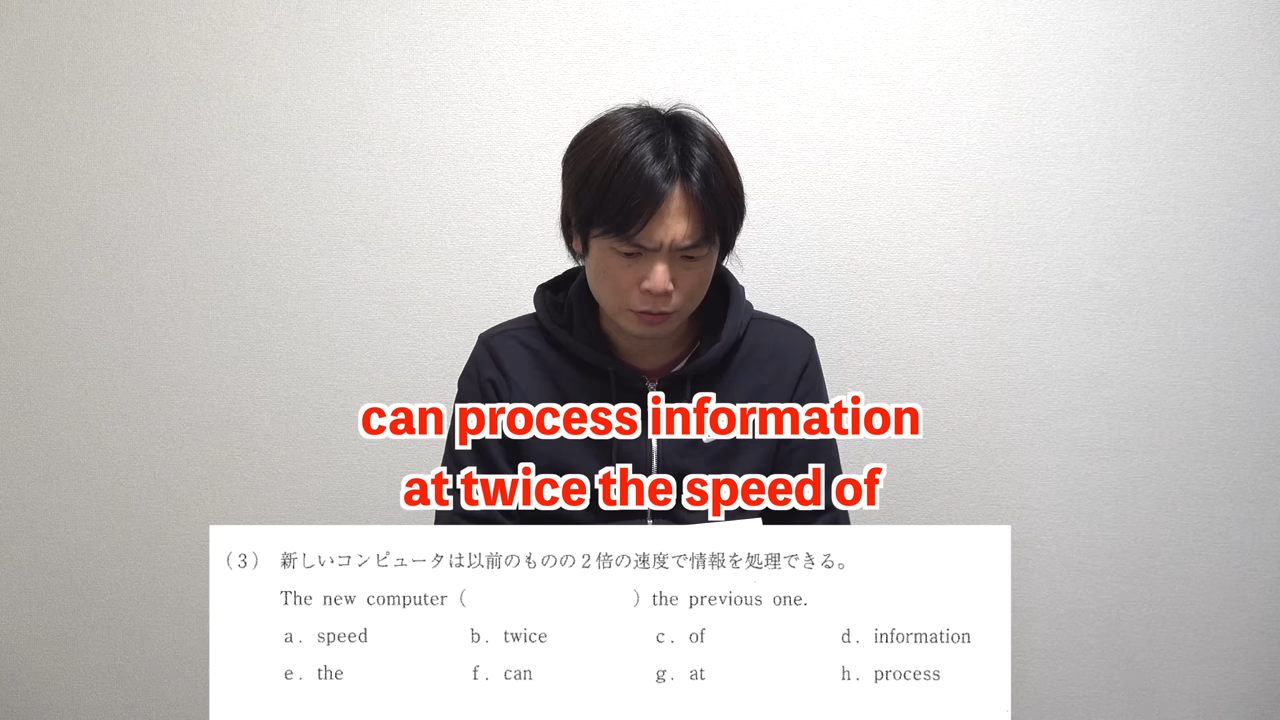 can process information
at twice the speed of
(3) 新しいコンピュータは以前のものの2倍の速度で情報を処理できる。
The new computer ( ) the previous one.
a. speed b. twice c. of d. information
e. the f. can g. at h. process